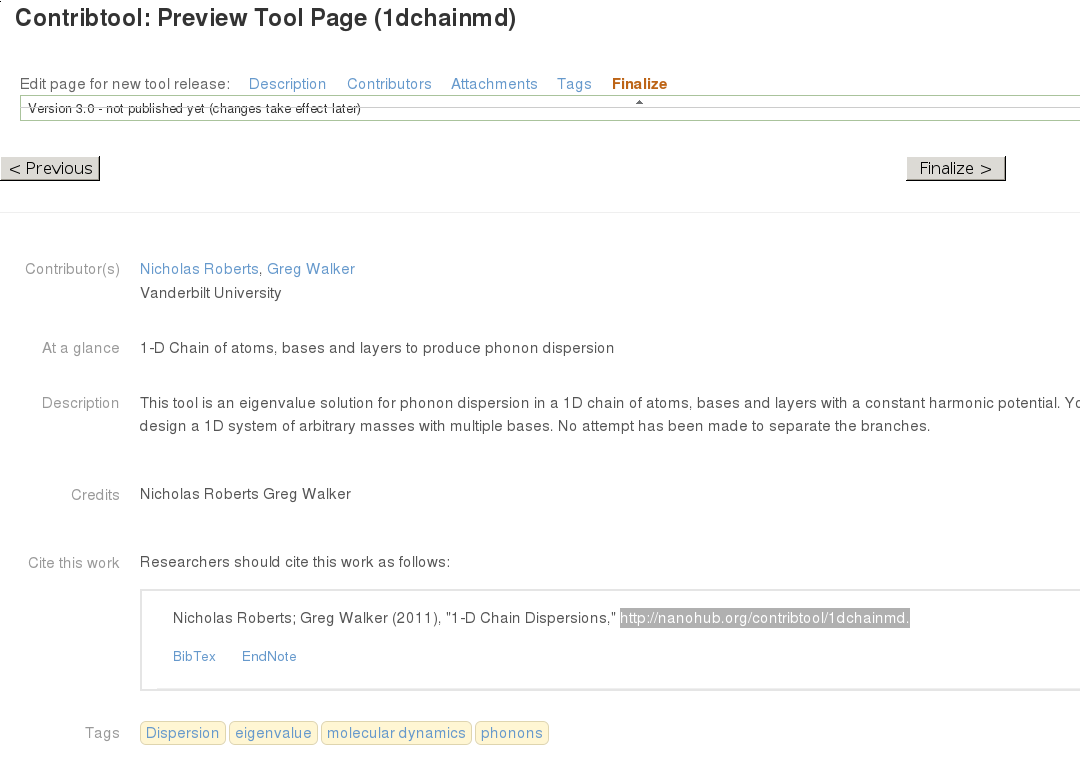 Contribtool: Preview Tool Page (1dchainmd)
Edit page for new tool release: Description Contributors Attachments Tags Finalize
Version 3.0 - not published yet (changes take effect later)
< Previous Finalize >
Contributor(s) Nicholas Roberts, Greg Walker
Vanderbilt University
At a glance 1-D Chain of atoms, bases and layers to produce phonon dispersion
Description This tool is an eigenvalue solution for phonon dispersion in a 1D chain of atoms, bases and layers with a constant harmonic potential.
design a 1D system of arbitrary masses with multiple bases. No attempt has been made to separate the branches.
Credits Nicholas Roberts Greg Walker
Cite this work Researchers should cite this work as follows:
Nicholas Roberts; Greg Walker (2011), "1-D Chain Dispersions," http://nanohub.org/contribtool/1dchainmd.
BibTex EndNote
Tags Dispersion eigenvalue molecular dynamics phonons